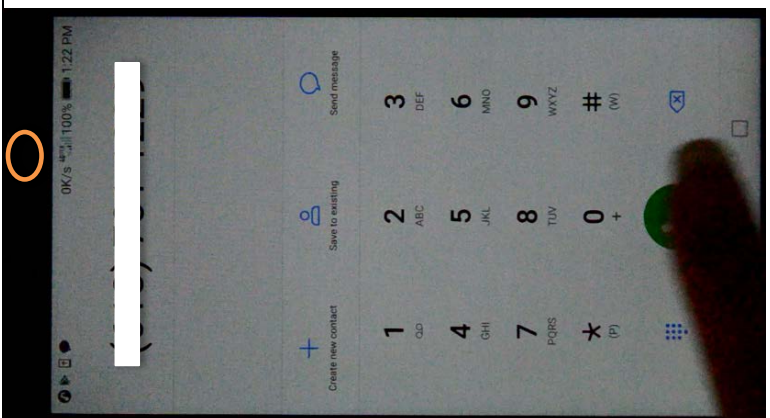 0K/s 100% 1:22 PM
Create new contact Save to existing Send message
1 2 3
ABC DEF
4 5 6
GHI JKL MNO
7 8 9
PQRS TUV WXYZ
* 0 #
(P) + (W)